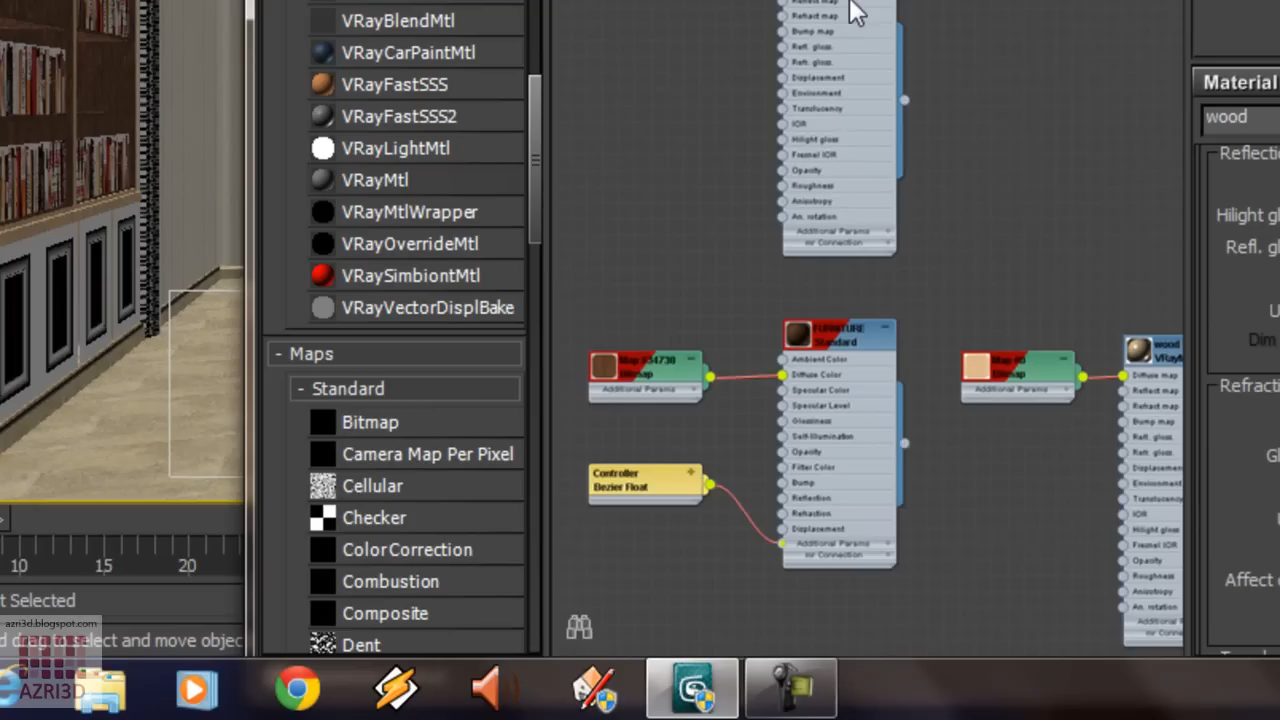 VRayBlendMtl
VRayCarPaintMtl
VRayFastSSS
VRayFastSSS2
VRayLightMtl
VRayMtl
VRayMtlWrapper
VRayOverrideMtl
VRaySimbiontMtl
VRayVectorDisplBake
- Maps
- Standard
Bitmap
Camera Map Per Pixel
Cellular
Checker
ColorCorrection
Combustion
Composite
Dent
Refract map
Bump map
Refl. gloss.
Refr. gloss.
Displacement
Environment
Translucency
IOR
Hilight gloss
Fresnel IOR
Opacity
Roughness
Anisotropy
An. rotation
Additional Params +
mr Connection +
Bitmap
Additional Params +
Controller
Bezier Float
FURNITURE
Standard
Ambient Color
Diffuse Color
Specular Color
Specular Level
Glossiness
Self-Illumination
Opacity
Filter Color
Bump
Reflection
Refraction
Displacement
Additional Params +
mr Connection +
Bitmap
Additional Params +
wood
Diffuse map
Reflect map
Refract map
Bump map
Refl. gloss.
Refr. gloss.
Displacement
Environment
Translucency
IOR
Hilight gloss
Fresnel IOR
Opacity
Roughness
Anisotropy
An. rotation
Material
wood
Reflection
Hilight gl
Refl. glo
U
Dim
Refract
Gl
Affect
10
15
20
t Selected
d drag to select and move objec
azri3d.blogspot.com
AZRI3D